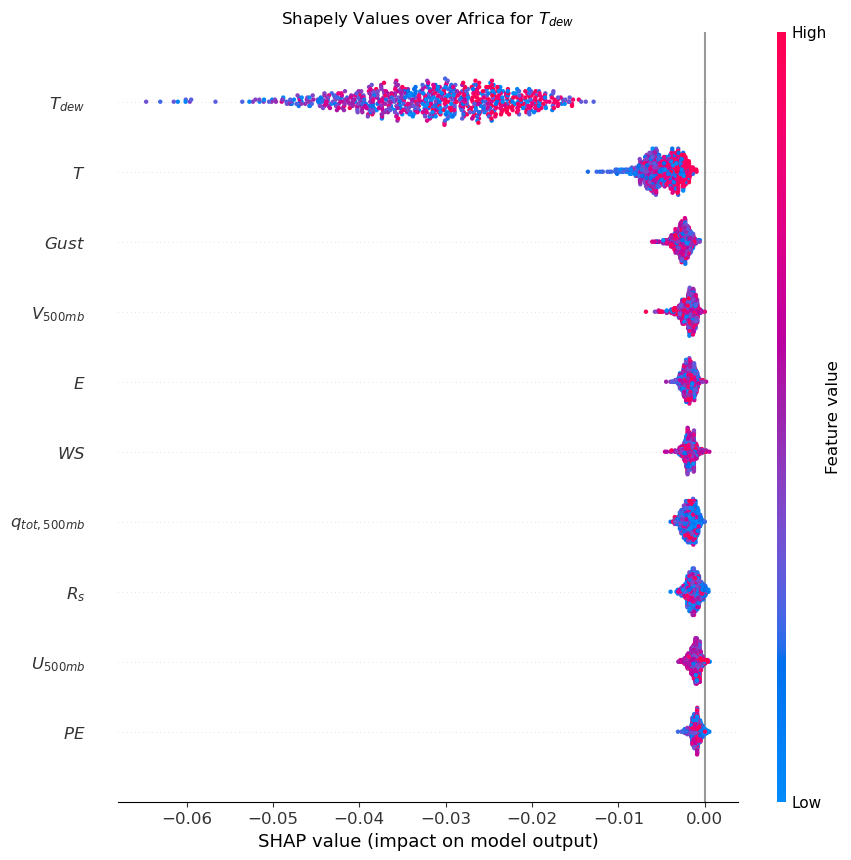 Shapely Values over Africa for T_dew
High
T_dew
T
Gust
V_500mb
E
WS
q_tot,500mb
R_s
U_500mb
PE
Feature value
Low
−0.06 −0.05 −0.04 −0.03 −0.02 −0.01 0.00
SHAP value (impact on model output)